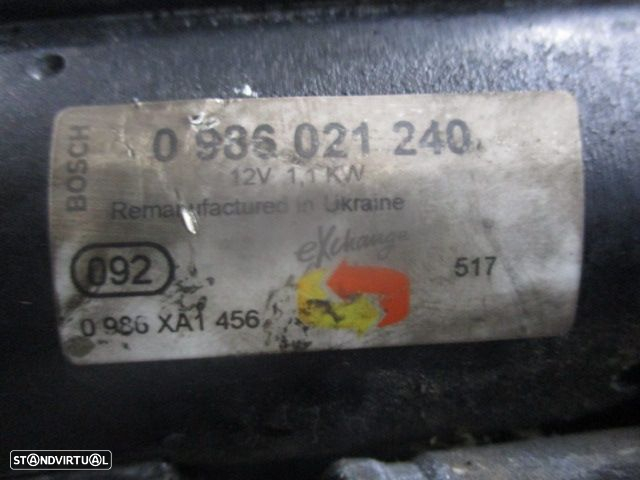 BOSCH
0 986 021 240
12V 1,1 KW
Remanufactured in Ukraine
eXchange
092
517
0 986 XA1 456
STANDVIRTUAL